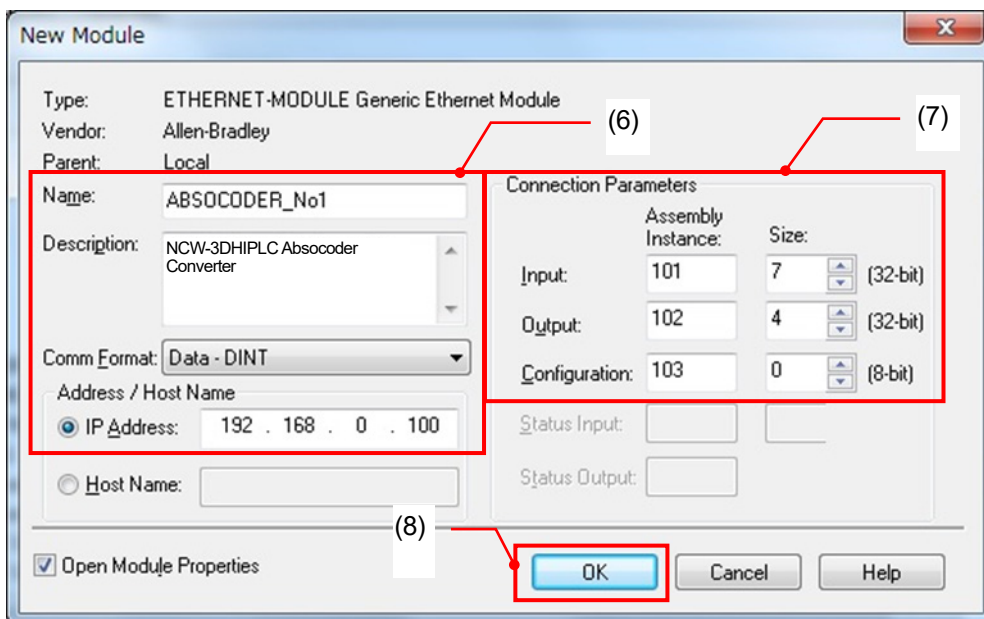 New Module
Type: ETHERNET-MODULE Generic Ethernet Module
Vendor: Allen-Bradley
Parent: Local
(6)
(7)
Name: ABSOCODER_No1
Description: NCW-3DHIPLC Absocoder
Converter
Comm Format: Data - DINT
Address / Host Name
IP Address: 192 . 168 . 0 . 100
Host Name:
Connection Parameters
Assembly
Instance: Size:
Input: 101 7 (32-bit)
Output: 102 4 (32-bit)
Configuration: 103 0 (8-bit)
Status Input:
Status Output:
(8)
Open Module Properties
OK Cancel Help